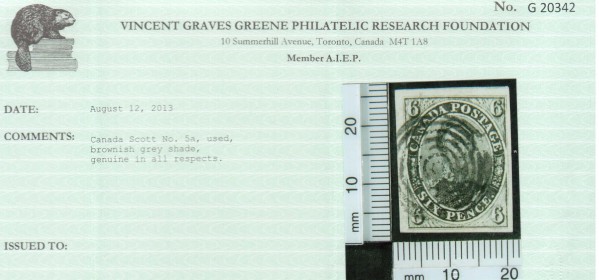 No. G 20342
VINCENT GRAVES GREENE PHILATELIC RESEARCH FOUNDATION
10 Summerhill Avenue, Toronto, Canada M4T 1A8
Member A.I.E.P.
DATE: August 12, 2013
COMMENTS: Canada Scott No. 5a, used,
brownish grey shade,
genuine in all respects.
ISSUED TO:
20
10
mm
6 6
CANADA POSTAGE
SIX PENCE
6 6
mm 10 20